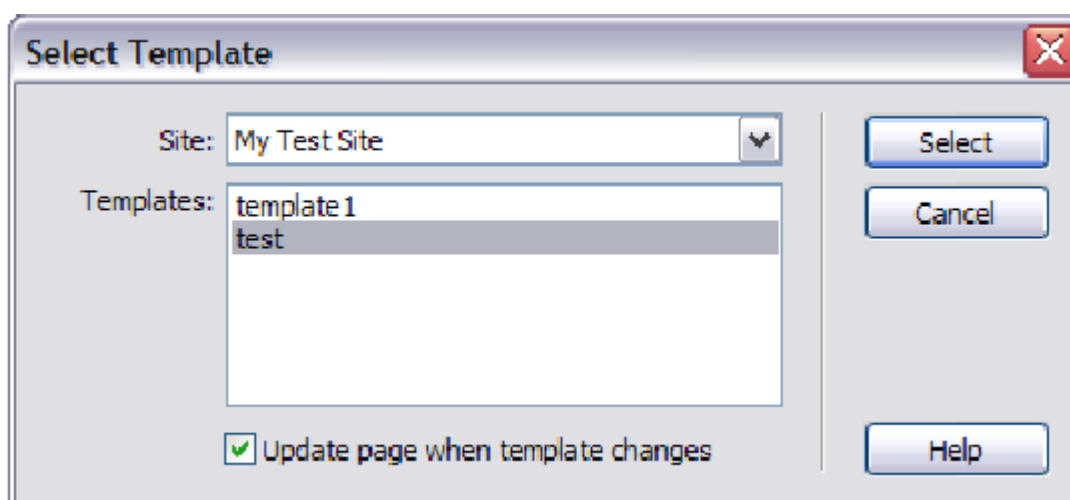 Select Template
Site: My Test Site
Select
Templates: template1
Cancel
test
Update page when template changes
Help